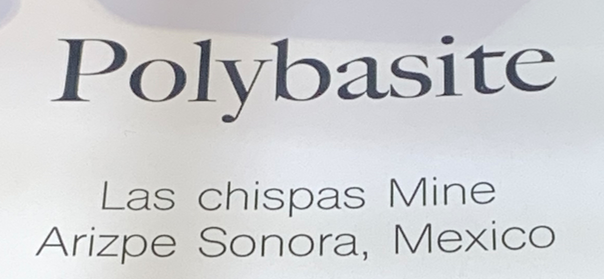 Polybasite
Las chispas Mine
Arizpe Sonora, Mexico